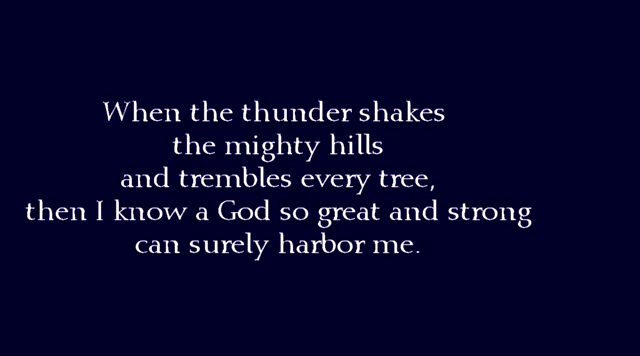 When the thunder shakes
the mighty hills
and trembles every tree,
then I know a God so great and strong
can surely harbor me.